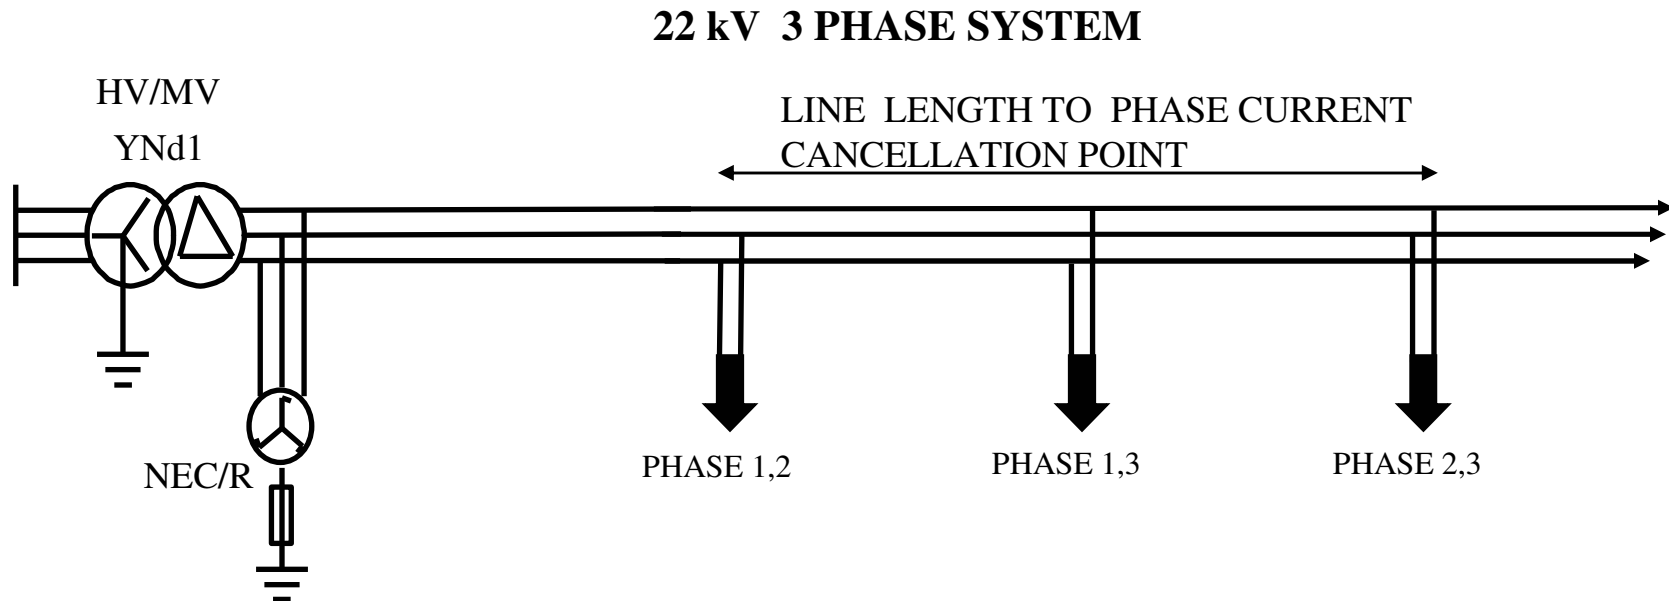 22 kV 3 PHASE SYSTEM
HV/MV
YNd1
LINE LENGTH TO PHASE CURRENT
CANCELLATION POINT
NEC/R
PHASE 1,2
PHASE 1,3
PHASE 2,3